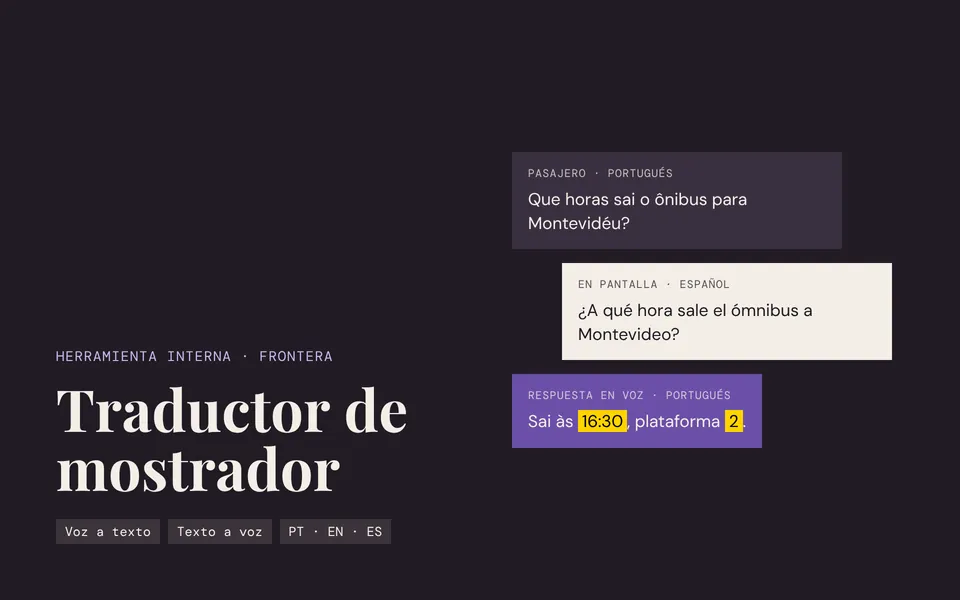 PASAJERO · PORTUGUÉS
Que horas sai o ônibus para
Montevidéu?
EN PANTALLA · ESPAÑOL
¿A qué hora sale el ómnibus a
Montevideo?
RESPUESTA EN VOZ · PORTUGUÉS
Sai às 16:30, plataforma 2.
HERRAMIENTA INTERNA · FRONTERA
Traductor de
mostrador
Voz a texto
Texto a voz
PT · EN · ES